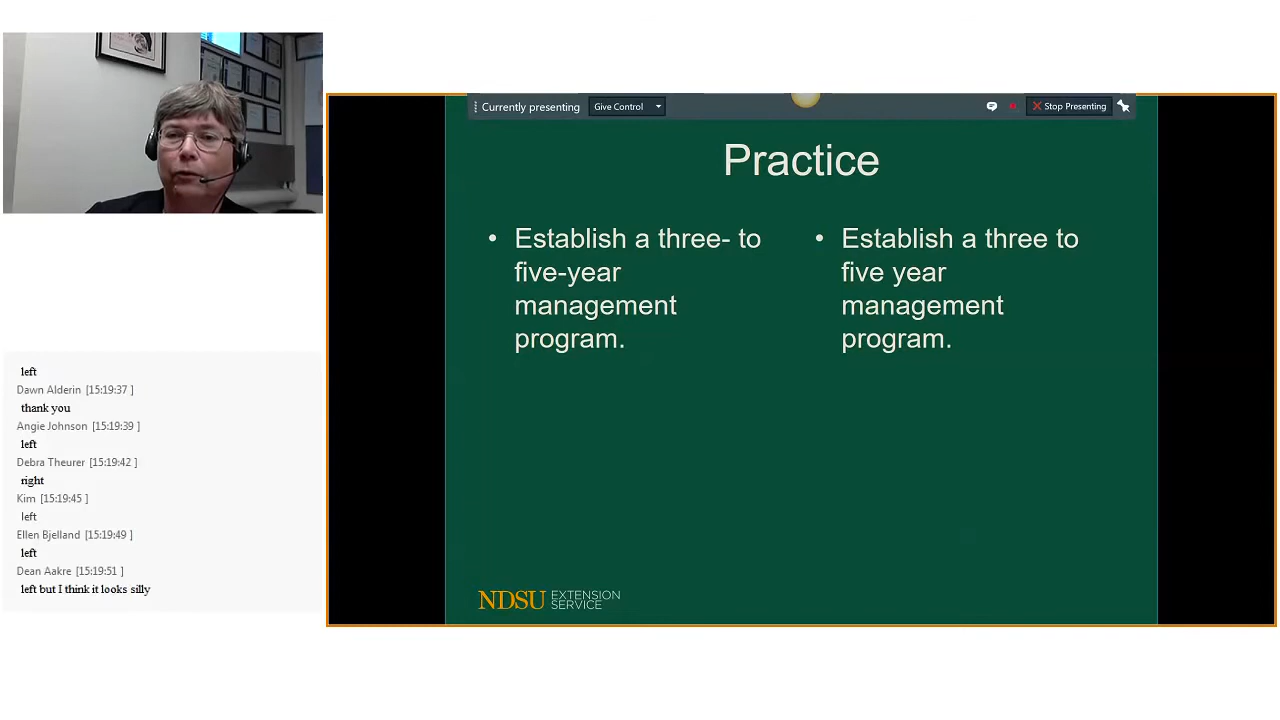 Currently presenting
Give Control
Stop Presenting
Practice
• Establish a three- to
five-year
management
program.
• Establish a three to
five year
management
program.
NDSU EXTENSION
SERVICE
left
Dawn Alderin [15:19:37 ]
thank you
Angie Johnson [15:19:39 ]
left
Debra Theurer [15:19:42 ]
right
Kim [15:19:45 ]
left
Ellen Bjelland [15:19:49 ]
left
Dean Aakre [15:19:51 ]
left but I think it looks silly